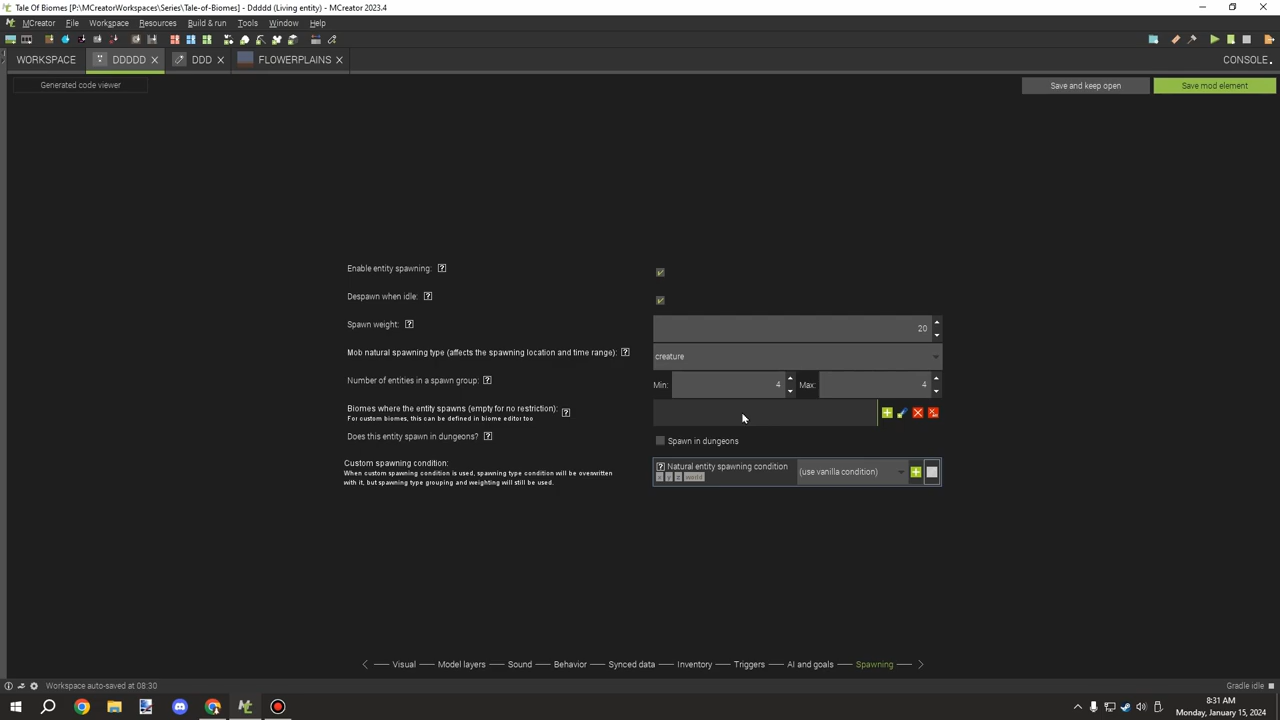 Tale Of Biomes [P:\MCreatorWorkspaces\Series\Tale-of-Biomes] - Ddddd (Living entity) - MCreator 2023.4
MCreator File Workspace Resources Build & run Tools Window Help
WORKSPACE DDDDD DDD FLOWERPLAINS CONSOLE
Generated code viewer Save and keep open Save mod element
Enable entity spawning: ?
Despawn when idle: ?
Spawn weight: ? 20
Mob natural spawning type (affects the spawning location and time range): ? creature
Number of entities in a spawn group: ? Min: 4 Max: 4
Biomes where the entity spawns (empty for no restriction): ?
For custom biomes, this can be defined in biome editor too
Does this entity spawn in dungeons? ? Spawn in dungeons
Custom spawning condition:
When custom spawning condition is used, spawning type condition will be overwritten
with it, but spawning type grouping and weighting will still be used.
? Natural entity spawning condition (use vanilla condition)
x y z world
Visual Model layers Sound Behavior Synced data Inventory Triggers AI and goals Spawning
Workspace auto-saved at 08:30 Gradle idle
8:31 AM
Monday, January 15, 2024